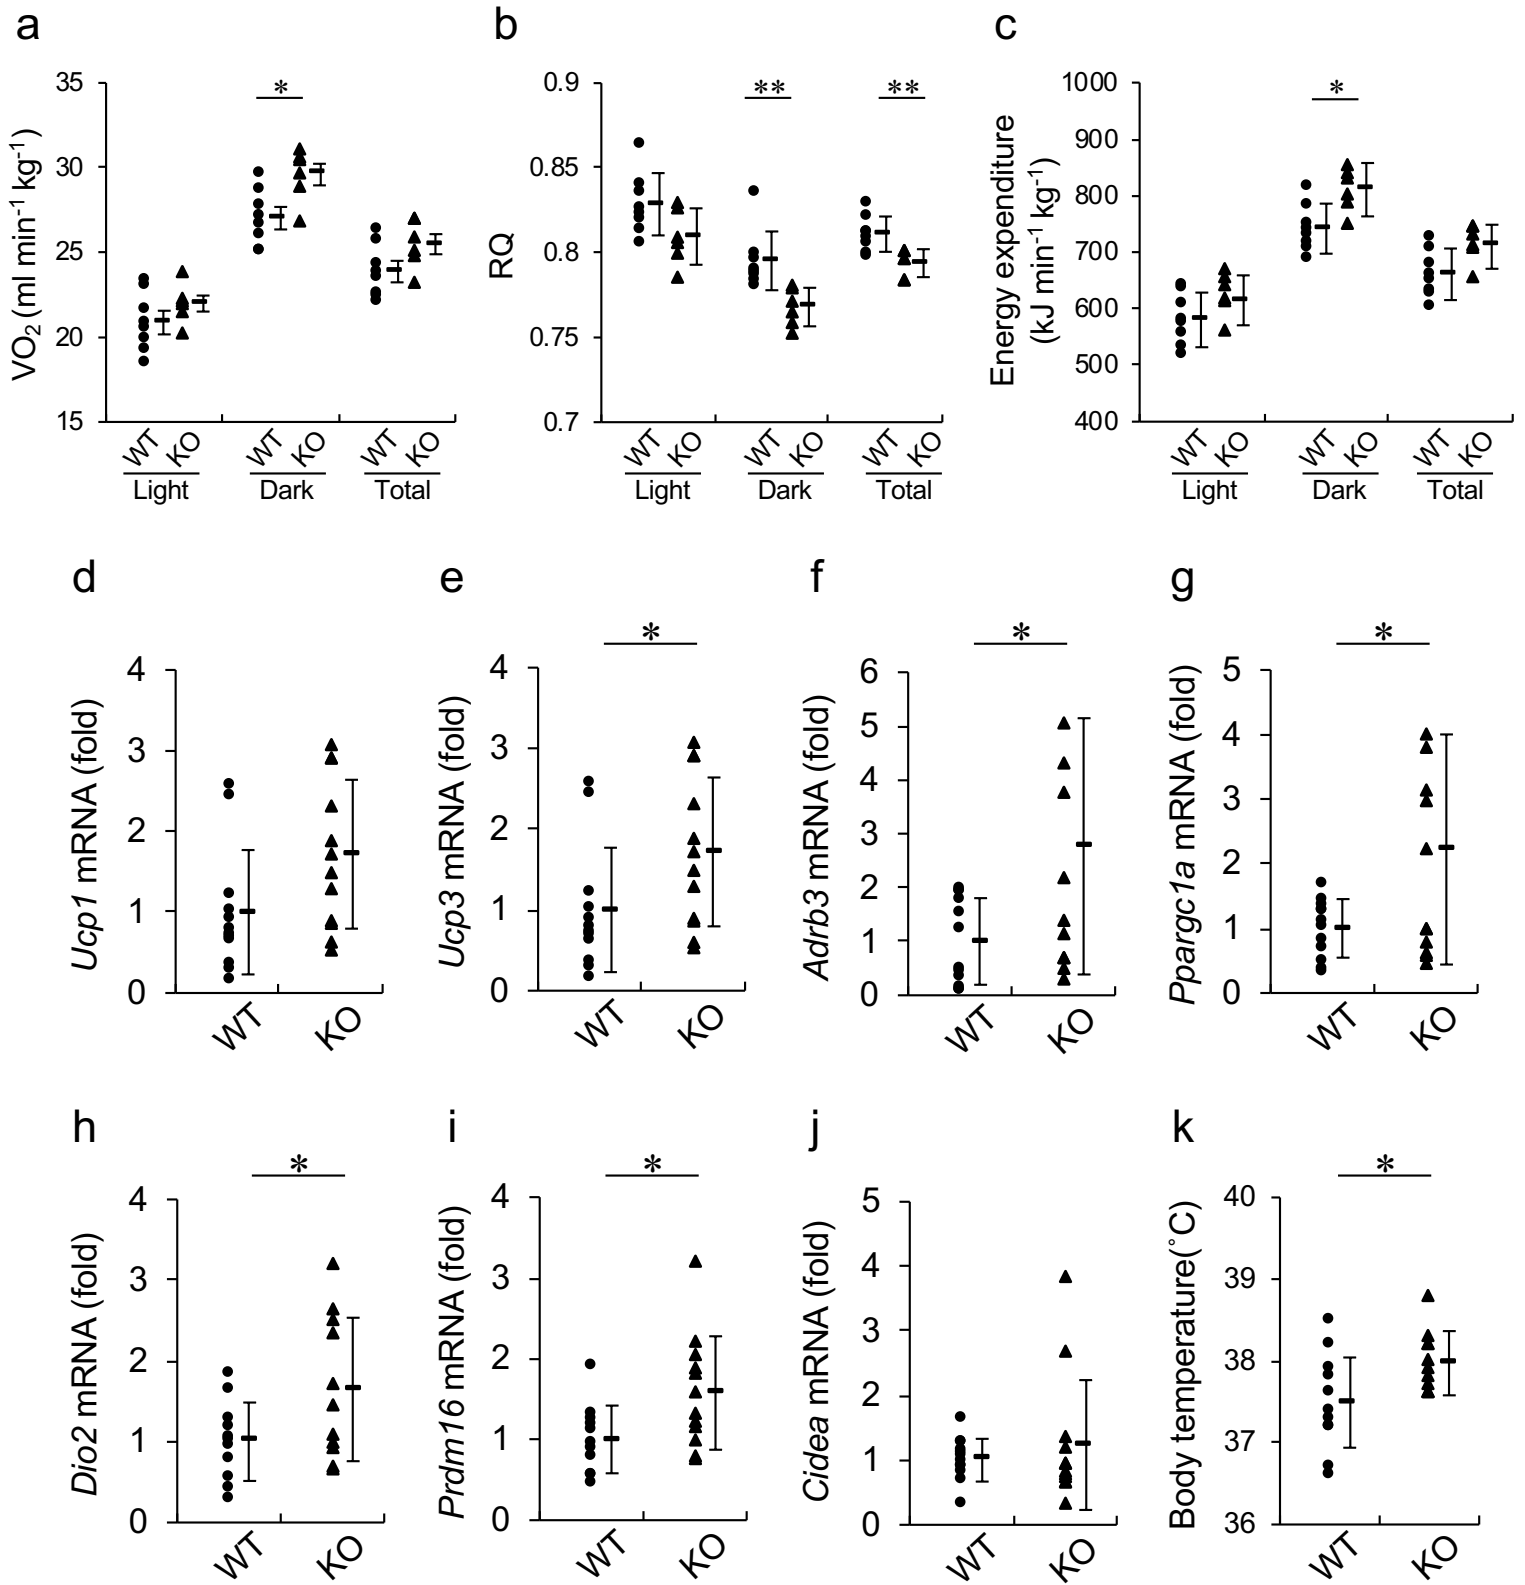 a
b
c
35
30
25
20
15
VO2 (ml min-1 kg-1)
*
WT
KO
WT
KO
WT
KO
Light
Dark
Total
0.9
0.85
0.8
0.75
0.7
RQ
**
**
WT
KO
WT
KO
WT
KO
Light
Dark
Total
1000
900
800
700
600
500
400
Energy expenditure
(kJ min-1 kg-1)
*
WT
KO
WT
KO
WT
KO
Light
Dark
Total
d
e
f
g
4
3
2
1
0
Ucp1 mRNA (fold)
WT
KO
*
4
3
2
1
0
Ucp3 mRNA (fold)
WT
KO
*
6
5
4
3
2
1
0
Adrb3 mRNA (fold)
WT
KO
*
5
4
3
2
1
0
Ppargc1a mRNA (fold)
WT
KO
h
i
j
k
*
4
3
2
1
0
Dio2 mRNA (fold)
WT
KO
*
4
3
2
1
0
Prdm16 mRNA (fold)
WT
KO
5
4
3
2
1
0
Cidea mRNA (fold)
WT
KO
*
40
39
38
37
36
Body temperature(˚C)
WT
KO